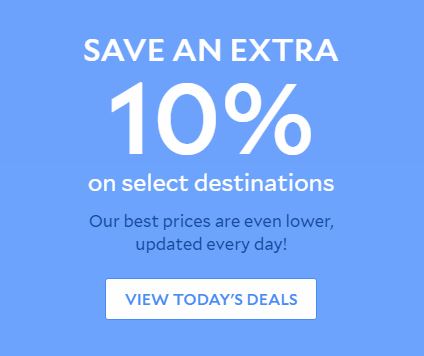 SAVE AN EXTRA
10%
on select destinations
Our best prices are even lower,
updated every day!
VIEW TODAY'S DEALS